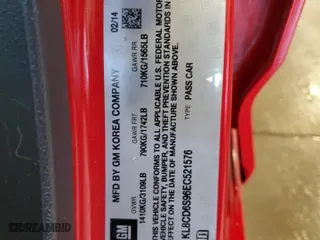 MFD BY GM KOREA COMPANY 02/14
GVWR GAWR FRT. GAWR RR.
1410KG/3109LB 790KG/1742LB 710KG/1565LB
THIS VEHICLE CONFORMS TO ALL APPLICABLE U.S. FEDERAL MOTOR
VEHICLE SAFETY, BUMPER, AND THEFT PREVENTION STANDARDS IN
EFFECT ON THE DATE OF MANUFACTURE SHOWN ABOVE.
KL8CD6S96EC521576 TYPE: PASS CAR
GM